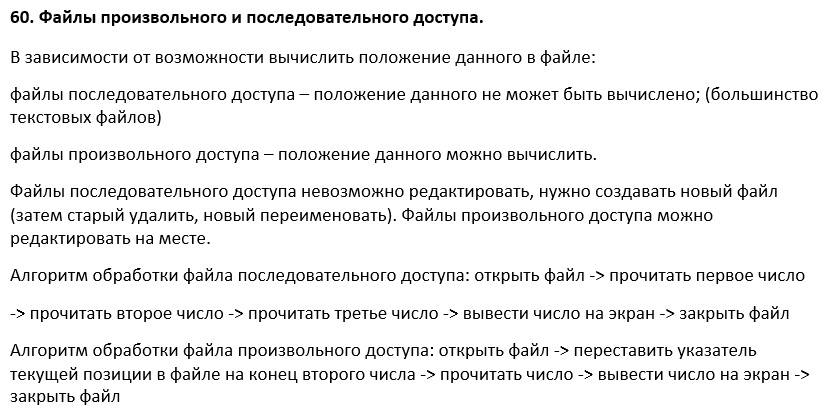 60. Файлы произвольного и последовательного доступа.
В зависимости от возможности вычислить положение данного в файле:
файлы последовательного доступа – положение данного не может быть вычислено; (большинство
текстовых файлов)
файлы произвольного доступа – положение данного можно вычислить.
Файлы последовательного доступа невозможно редактировать, нужно создавать новый файл
(затем старый удалить, новый переименовать). Файлы произвольного доступа можно
редактировать на месте.
Алгоритм обработки файла последовательного доступа: открыть файл -> прочитать первое число
-> прочитать второе число -> прочитать третье число -> вывести число на экран -> закрыть файл
Алгоритм обработки файла произвольного доступа: открыть файл -> переставить указатель
текущей позиции в файле на конец второго числа -> прочитать число -> вывести число на экран ->
закрыть файл